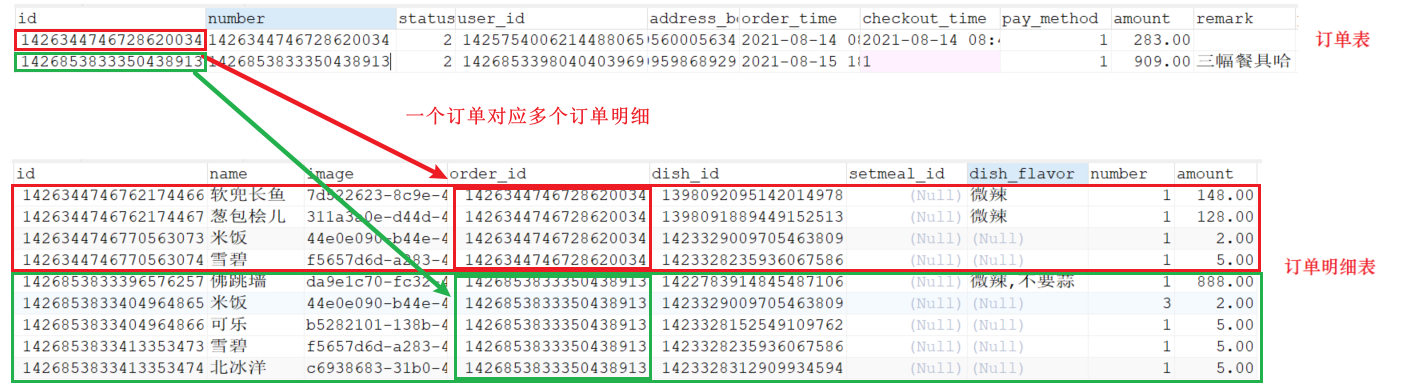 id number status user_id address_b order_time checkout_time pay_method amount remark
1426344746728620034 1426344746728620034 2 1425754006214488065 560005634 2021-08-14 08 2021-08-14 08:4 1 283.00
1426853833350438913 1426853833350438913 2 1426853398040403969 959868929 2021-08-15 18 1 1 909.00 三幅餐具哈
订单表
一个订单对应多个订单明细
id name image order_id dish_id setmeal_id dish_flavor number amount
1426344746762174466 软兜长鱼 7d522623-8c9e-4 1426344746728620034 1398092095142014978 (Null) 微辣 1 148.00
1426344746762174467 葱包桧儿 311a3a0e-d44d-4 1426344746728620034 1398091889449152513 (Null) 微辣 1 128.00
1426344746770563073 米饭 44e0e090-b44e-4 1426344746728620034 1423329009705463809 (Null) (Null) 1 2.00
1426344746770563074 雪碧 f5657d6d-a283-4 1426344746728620034 1423328235936067586 (Null) (Null) 1 5.00
1426853833396576257 佛跳墙 da9e1c70-fc32- 1426853833350438913 1422783914845487106 (Null) 微辣,不要蒜 1 888.00
1426853833404964865 米饭 44e0e090-b44e-4 1426853833350438913 1423329009705463809 (Null) (Null) 3 2.00
1426853833404964866 可乐 b5282101-138b-4 1426853833350438913 1423328152549109762 (Null) (Null) 1 5.00
1426853833413353473 雪碧 f5657d6d-a283-4 1426853833350438913 1423328235936067586 (Null) (Null) 1 5.00
1426853833413353474 北冰洋 c6938683-31b0-4 1426853833350438913 1423328312909934594 (Null) (Null) 1 5.00
订单明细表